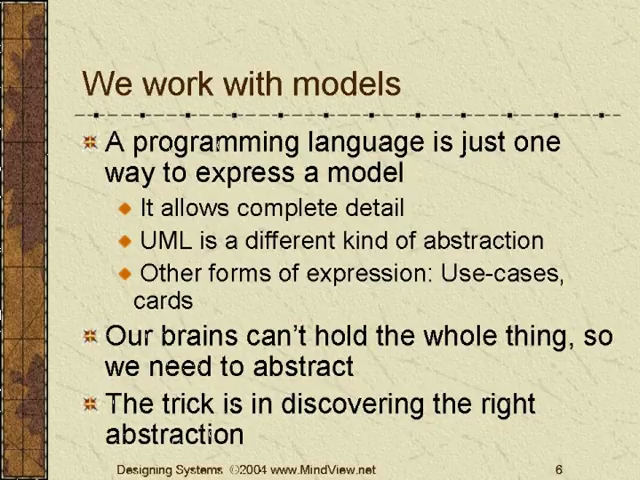 We work with models
A programming language is just one
way to express a model
It allows complete detail
UML is a different kind of abstraction
Other forms of expression: Use-cases,
cards
Our brains can't hold the whole thing, so
we need to abstract
The trick is in discovering the right
abstraction
Designing Systems ©2004 www.MindView.net 6